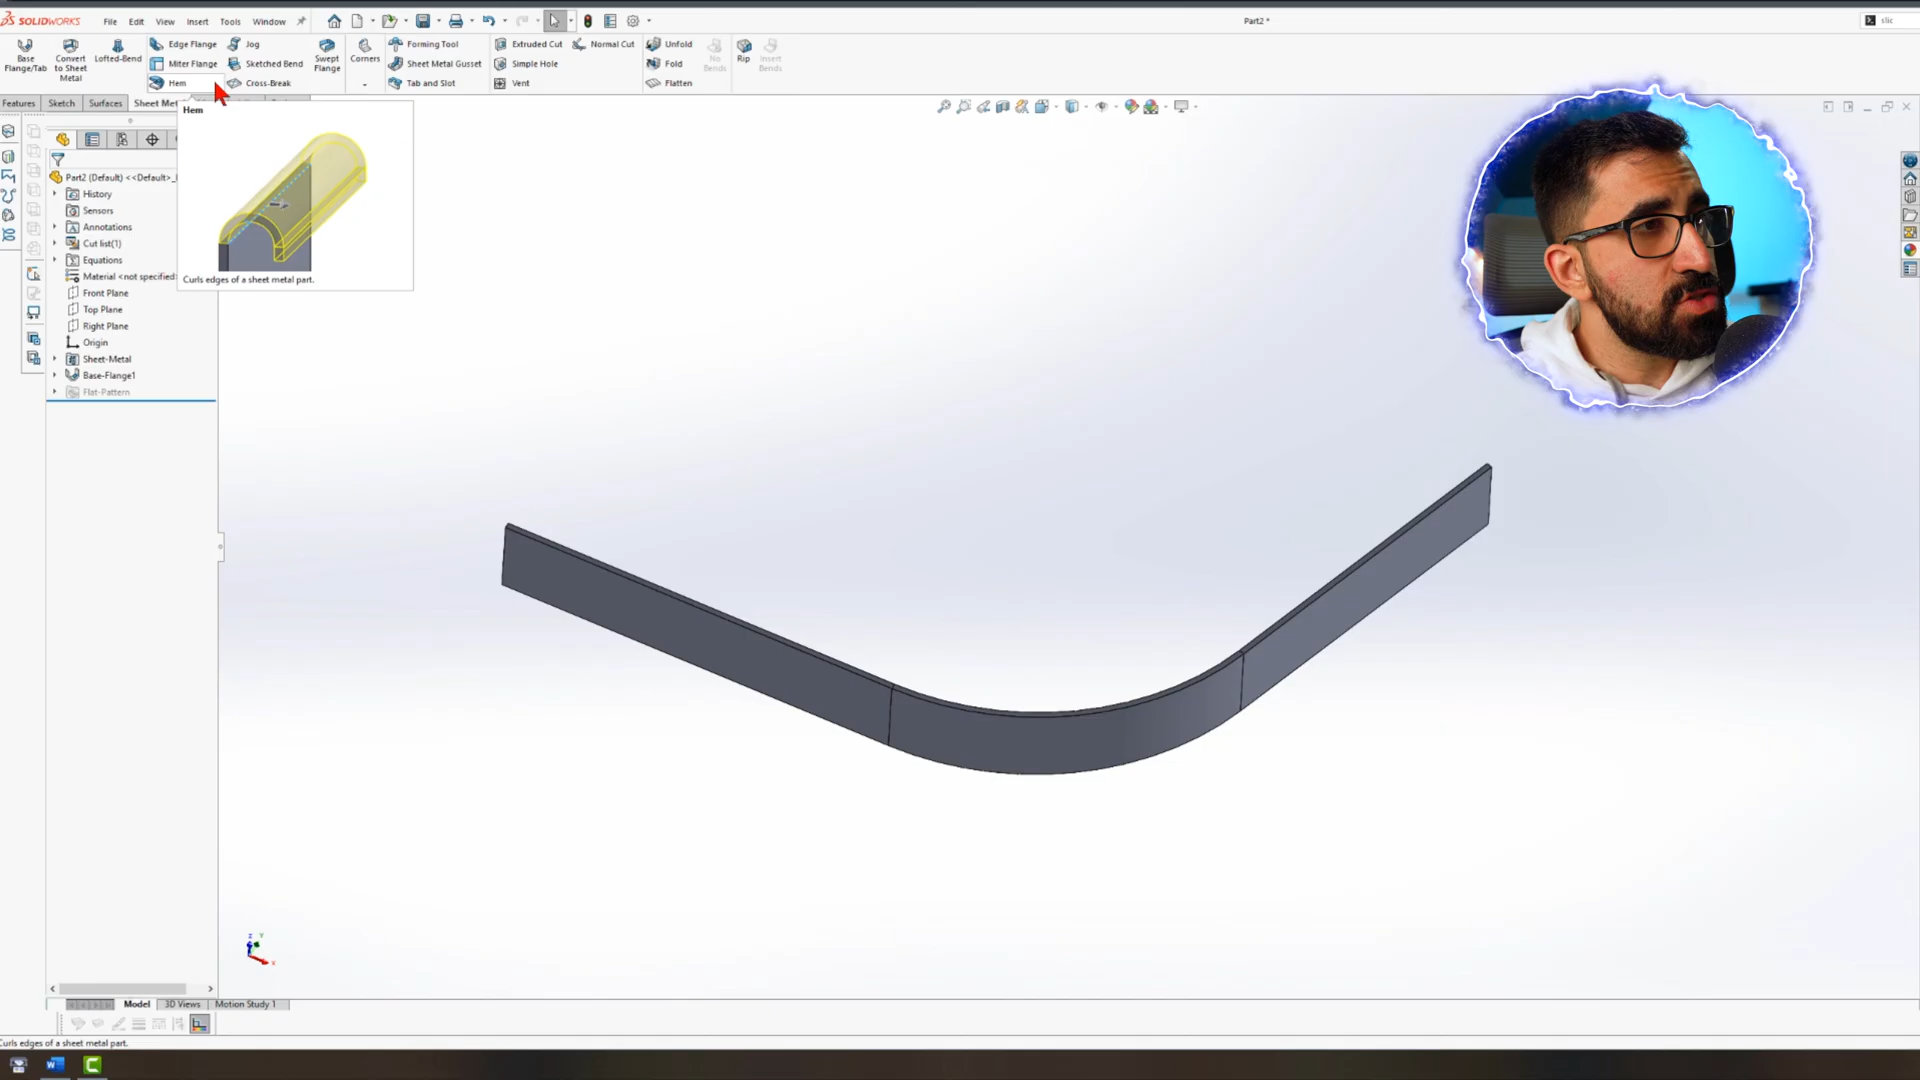 SOLIDWORKS File Edit View Insert Tools Window Part2 *
Base Flange/Tab
Convert to Sheet Metal
Lofted-Bend
Edge Flange
Miter Flange
Hem
Jog
Sketched Bend
Cross-Break
Swept Flange
Corners
Forming Tool
Sheet Metal Gusset
Tab and Slot
Extruded Cut
Simple Hole
Vent
Normal Cut
Unfold
Fold
Flatten
No Bends
Rip
Insert Bends
Features Sketch Surfaces Sheet Met
Hem
Curls edges of a sheet metal part.
Part2 (Default) <<Default>_
History
Sensors
Annotations
Cut list(1)
Equations
Material <not specified>
Front Plane
Top Plane
Right Plane
Origin
Sheet-Metal
Base-Flange1
Flat-Pattern
Z Y
X
Model 3D Views Motion Study 1
Curls edges of a sheet metal part.